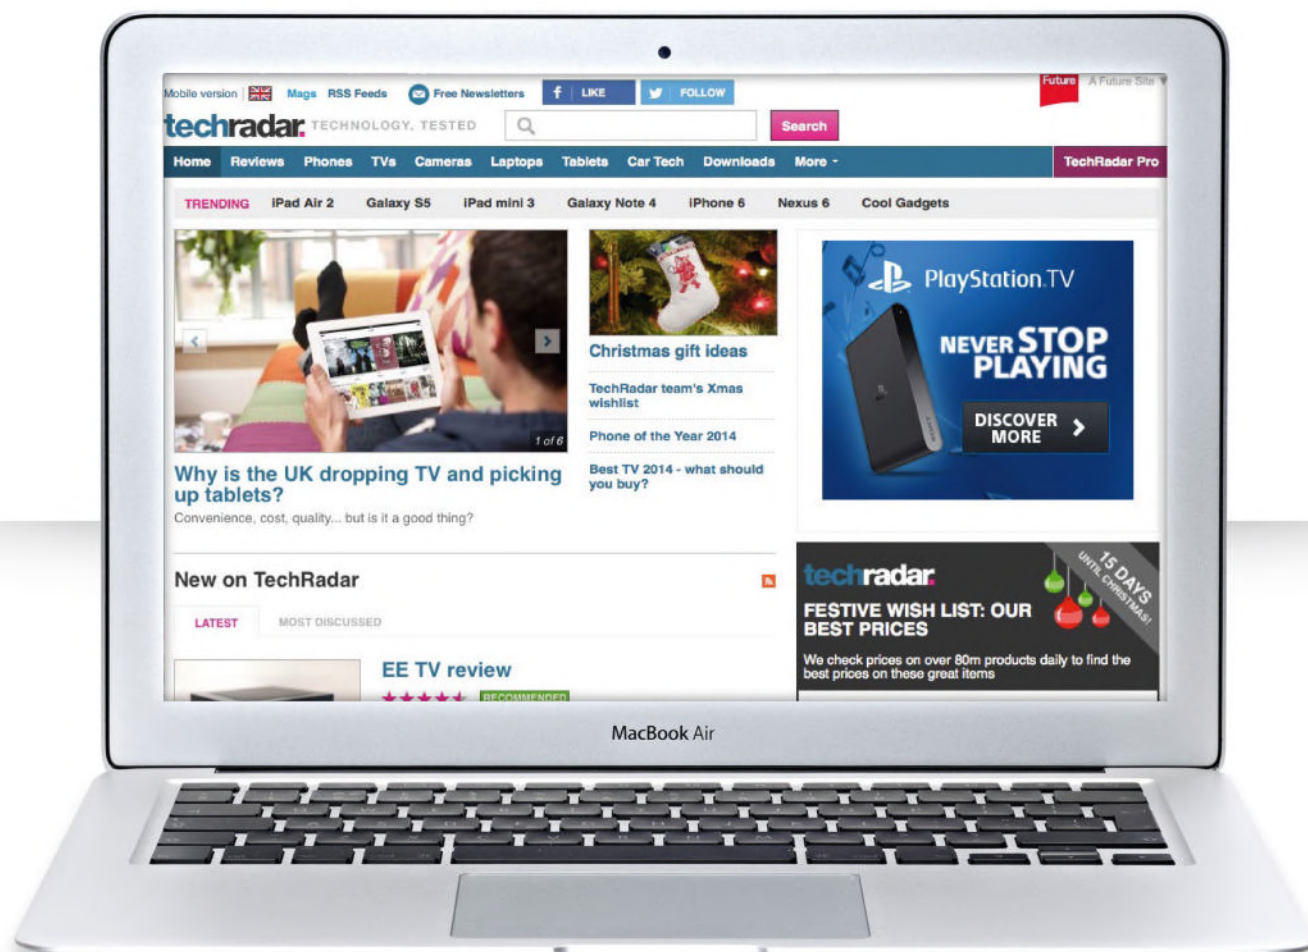 Mobile version Mags RSS Feeds Free Newsletters f LIKE FOLLOW
Future A Future Site
techradar. TECHNOLOGY, TESTED Search
Home Reviews Phones TVs Cameras Laptops Tablets Car Tech Downloads More TechRadar Pro
TRENDING iPad Air 2 Galaxy S5 iPad mini 3 Galaxy Note 4 iPhone 6 Nexus 6 Cool Gadgets
1 of 6
Why is the UK dropping TV and picking
up tablets?
Convenience, cost, quality... but is it a good thing?
Christmas gift ideas
TechRadar team's Xmas
wishlist
Phone of the Year 2014
Best TV 2014 - what should
you buy?
PlayStation.TV
NEVER STOP
PLAYING
DISCOVER
MORE
SONY
New on TechRadar
LATEST MOST DISCUSSED
EE TV review
RECOMMENDED
techradar.
15 DAYS
UNTIL CHRISTMAS!
FESTIVE WISH LIST: OUR
BEST PRICES
We check prices on over 80m products daily to find the
best prices on these great items
MacBook Air